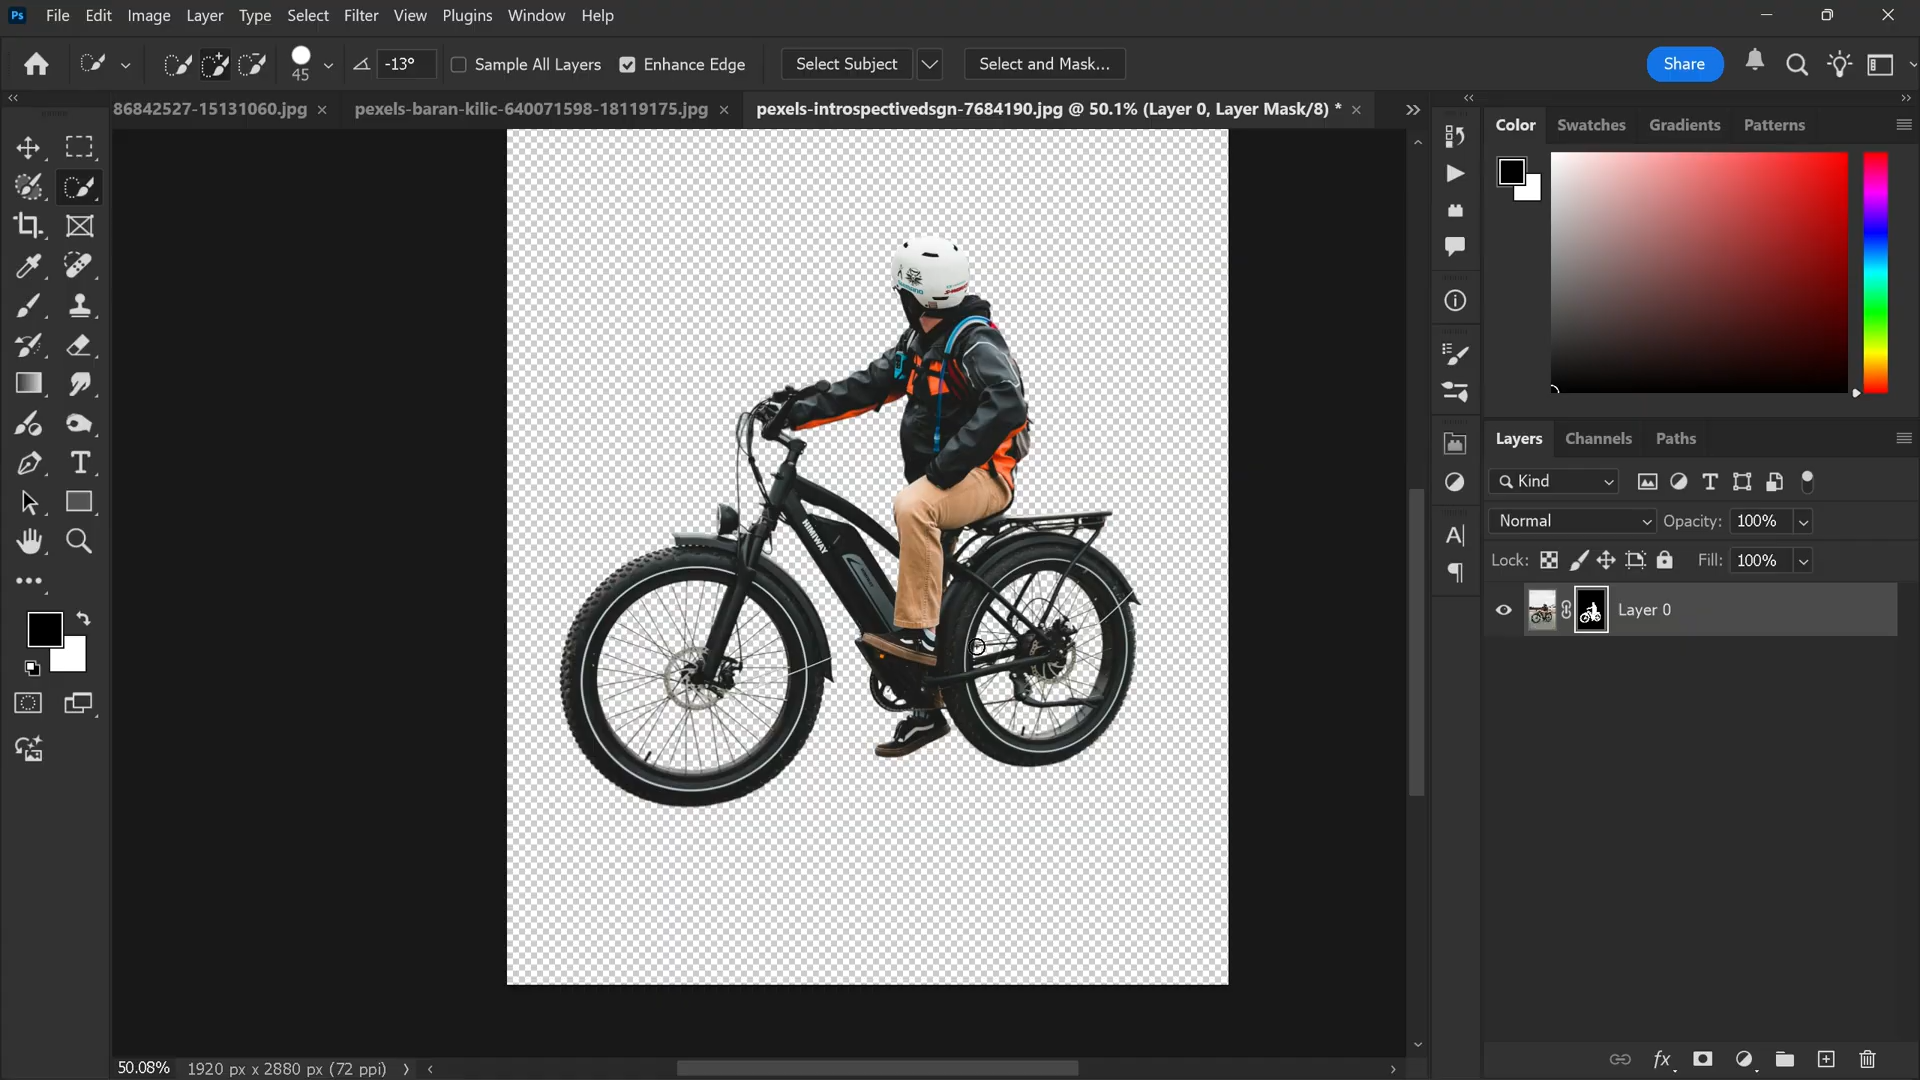 Ps File Edit Image Layer Type Select Filter View Plugins Window Help
45 -13° Sample All Layers Enhance Edge Select Subject Select and Mask... Share
86842527-15131060.jpg pexels-baran-kilic-640071598-18119175.jpg pexels-introspectivedsgn-7684190.jpg @ 50.1% (Layer 0, Layer Mask/8) *
Color Swatches Gradients Patterns
HIMIWAY
Layers Channels Paths
Kind
Normal Opacity: 100%
Lock: Fill: 100%
Layer 0
50.08% 1920 px x 2880 px (72 ppi)